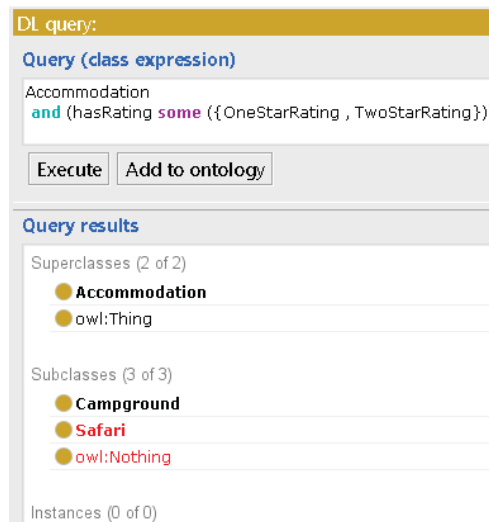 DL query:
Query (class expression)
Accommodation
and (hasRating some ({OneStarRating , TwoStarRating})
Execute
Add to ontology
Query results
Superclasses (2 of 2)
Accommodation
owl:Thing
Subclasses (3 of 3)
Campground
Safari
owl:Nothing
Instances (0 of 0)